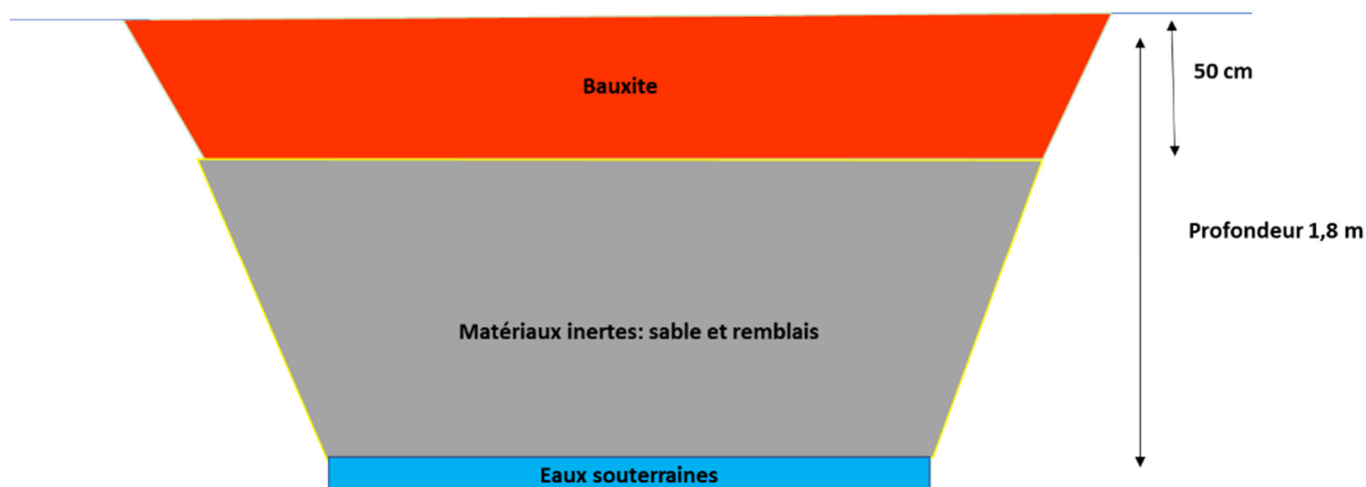 Bauxite
50 cm
Profondeur 1,8 m
Matériaux inertes: sable et remblais
Eaux souterraines